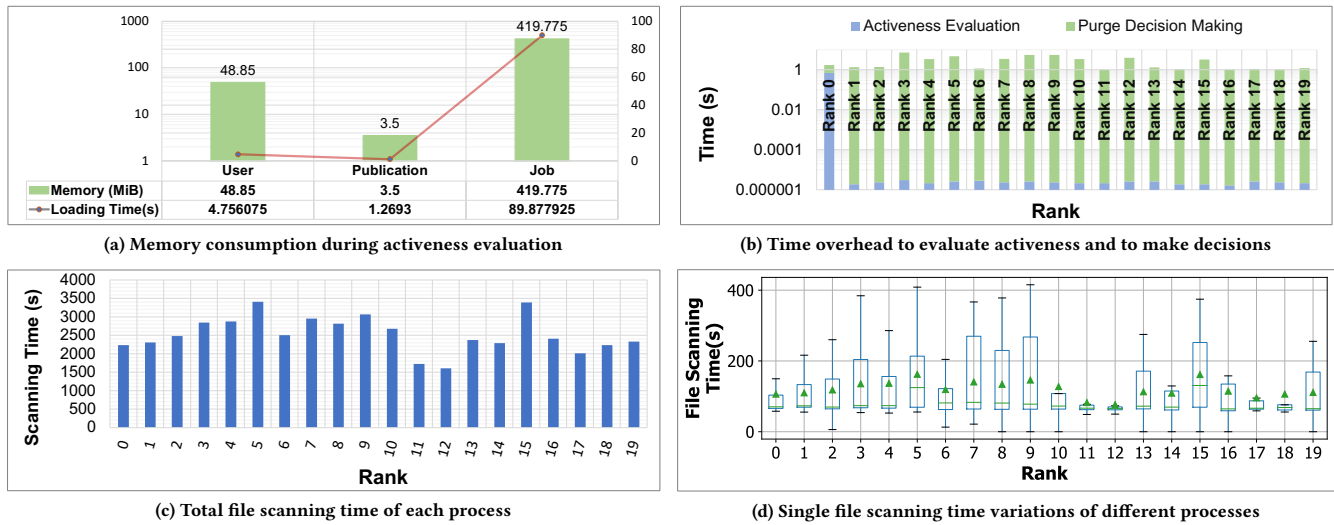 1000
100
10
1
48.85
3.5
419.775
100
80
60
40
20
0
User Publication Job
Memory (MiB) 48.85 3.5 419.775
Loading Time(s) 4.756075 1.2693 89.877925
(a) Memory consumption during activeness evaluation
Activeness Evaluation Purge Decision Making
Time (s)
1
0.01
0.0001
0.000001
Rank 0
Rank 1
Rank 2
Rank 3
Rank 4
Rank 5
Rank 6
Rank 7
Rank 8
Rank 9
Rank 10
Rank 11
Rank 12
Rank 13
Rank 14
Rank 15
Rank 16
Rank 17
Rank 18
Rank 19
Rank
(b) Time overhead to evaluate activeness and to make decisions
Scanning Time (s)
4000
3500
3000
2500
2000
1500
1000
500
0
0 1 2 3 4 5 6 7 8 9 10 11 12 13 14 15 16 17 18 19
Rank
(c) Total file scanning time of each process
File Scanning
Time(s)
400
200
0
0 1 2 3 4 5 6 7 8 9 10 11 12 13 14 15 16 17 18 19
Rank
(d) Single file scanning time variations of different processes